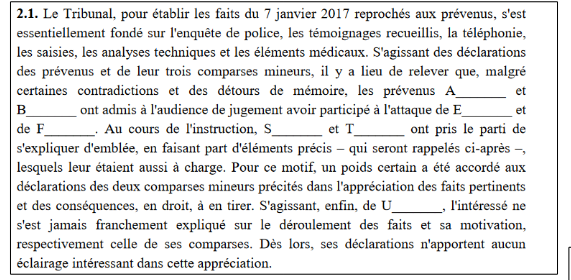 2.1. Le Tribunal, pour établir les faits du 7 janvier 2017 reprochés aux prévenus, s'est
essentiellement fondé sur l'enquête de police, les témoignages recueillis, la téléphonie,
les saisies, les analyses techniques et les éléments médicaux. S'agissant des déclarations
des prévenus et de leur trois comparses mineurs, il y a lieu de relever que, malgré
certaines contradictions et des détours de mémoire, les prévenus A________ et
B________ ont admis à l'audience de jugement avoir participé à l'attaque de E________ et
de F________. Au cours de l'instruction, S________ et T________ ont pris le parti de
s'expliquer d'emblée, en faisant part d'éléments précis – qui seront rappelés ci-après –,
lesquels leur étaient aussi à charge. Pour ce motif, un poids certain a été accordé aux
déclarations des deux comparses mineurs précités dans l'appréciation des faits pertinents
et des conséquences, en droit, à en tirer. S'agissant, enfin, de U________, l'intéressé ne
s'est jamais franchement expliqué sur le déroulement des faits et sa motivation,
respectivement celle de ses comparses. Dès lors, ses déclarations n'apportent aucun
éclairage intéressant dans cette appréciation.